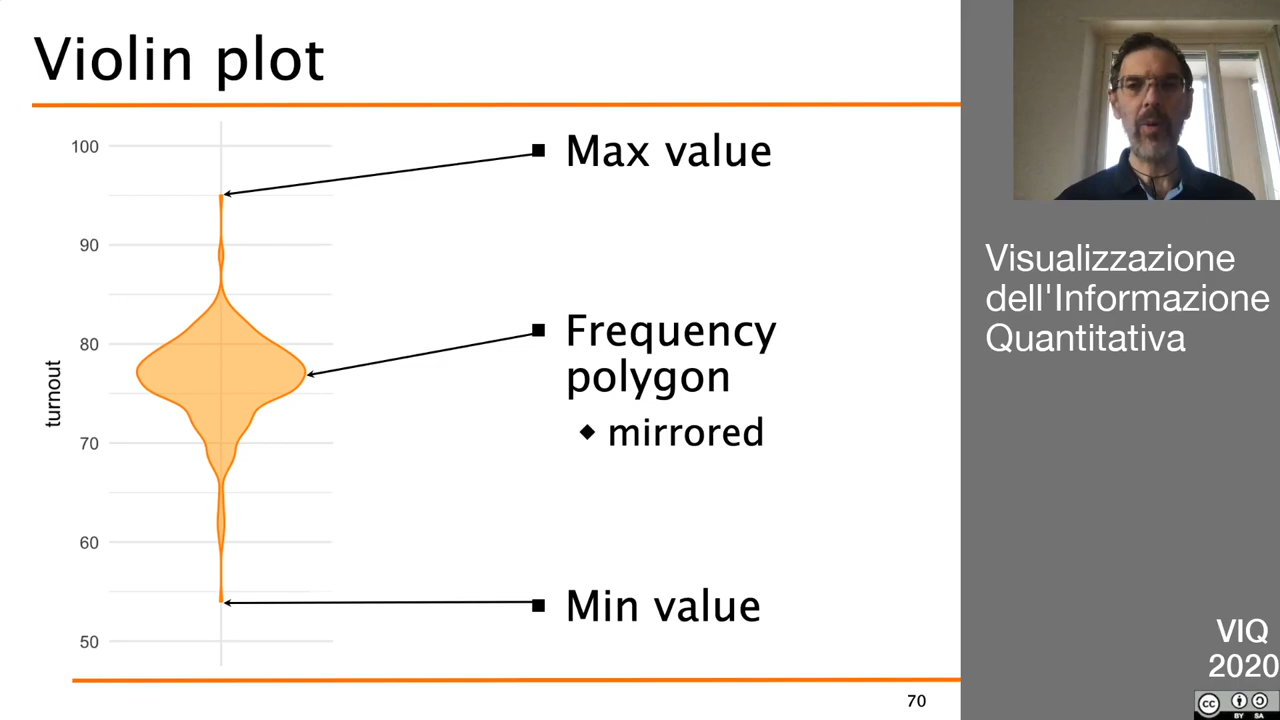 Violin plot
100
90
80
70
60
50
turnout
■ Max value
■ Frequency
polygon
◆ mirrored
■ Min value
70
Visualizzazione
dell'Informazione
Quantitativa
VIQ
2020
cc
BY SA